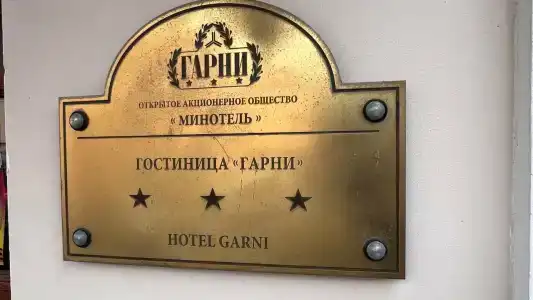 ГАРНИ
ОТКРЫТОЕ АКЦИОНЕРНОЕ ОБЩЕСТВО
« МИНОТЕЛЬ »
ГОСТИНИЦА «ГАРНИ»
HOTEL GARNI